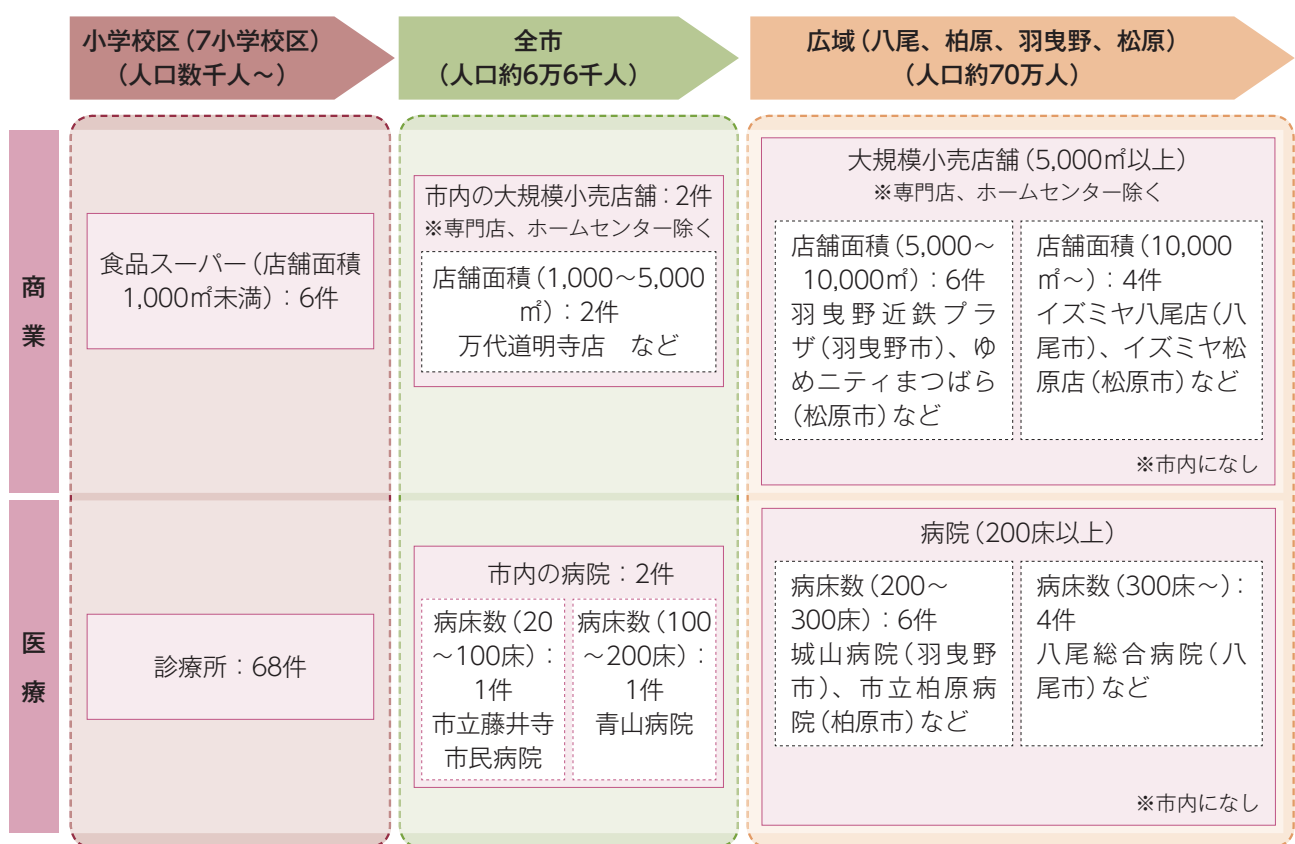 小学校区（7小学校区）
（人口数千人～）
全市
（人口約6万6千人）
広域（八尾、柏原、羽曳野、松原）
（人口約70万人）
商業
食品スーパー（店舗面積
1,000㎡未満）：6件
市内の大規模小売店舗：2件
※専門店、ホームセンター除く
店舗面積（1,000～5,000
㎡）：2件
万代道明寺店　など
大規模小売店舗（5,000㎡以上）
※専門店、ホームセンター除く
店舗面積（5,000～
10,000㎡）：6件
羽曳野近鉄プラ
ザ（羽曳野市）、ゆ
めニティまつばら
（松原市）など
店舗面積（10,000
㎡～）：4件
イズミヤ八尾店（八
尾市）、イズミヤ松
原店（松原市）など
※市内になし
医療
診療所：68件
市内の病院：2件
病床数（20
～100床）：
1件
市立藤井寺
市民病院
病床数（100
～200床）：
1件
青山病院
病院（200床以上）
病床数（200～
300床）：6件
城山病院（羽曳野
市）、市立柏原病
院（柏原市）など
病床数（300床～）：
4件
八尾総合病院（八
尾市）など
※市内になし